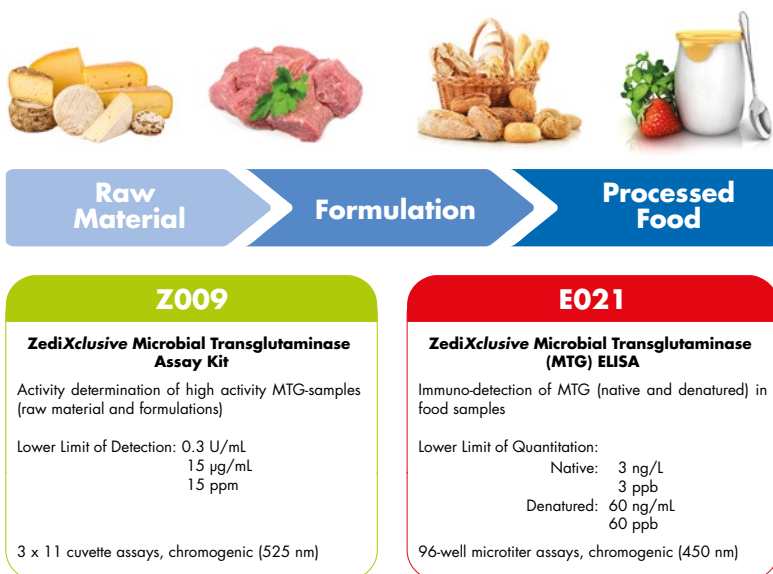 Raw
Material
Formulation
Processed
Food
Z009
ZediXclusive Microbial Transglutaminase
Assay Kit
Activity determination of high activity MTG-samples
(raw material and formulations)
Lower Limit of Detection: 0.3 U/mL
15 µg/mL
15 ppm
3 x 11 cuvette assays, chromogenic (525 nm)
E021
ZediXclusive Microbial Transglutaminase
(MTG) ELISA
Immuno-detection of MTG (native and denatured) in
food samples
Lower Limit of Quantitation:
Native: 3 ng/L
3 ppb
Denatured: 60 ng/mL
60 ppb
96-well microtiter assays, chromogenic (450 nm)